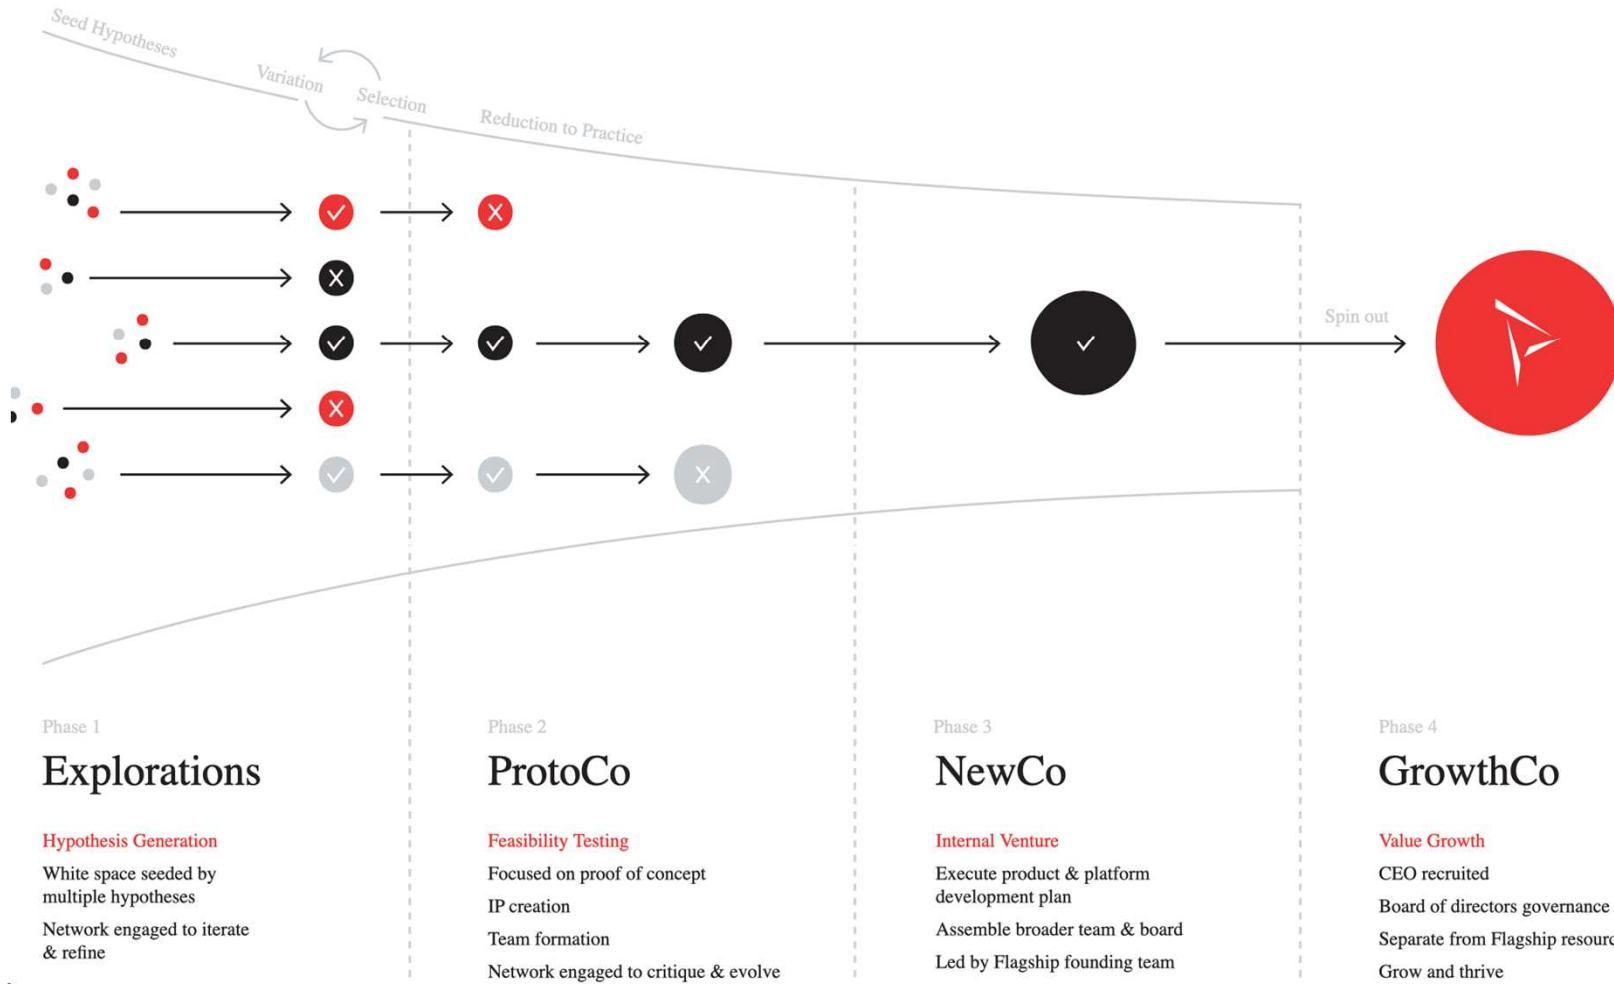 Seed Hypotheses
Variation
Selection
Reduction to Practice
Spin out
Phase 1
Explorations
Hypothesis Generation
White space seeded by
multiple hypotheses
Network engaged to iterate
& refine
Phase 2
ProtoCo
Feasibility Testing
Focused on proof of concept
IP creation
Team formation
Network engaged to critique & evolve
Phase 3
NewCo
Internal Venture
Execute product & platform
development plan
Assemble broader team & board
Led by Flagship founding team
Phase 4
GrowthCo
Value Growth
CEO recruited
Board of directors governance
Separate from Flagship
Grow and thrive